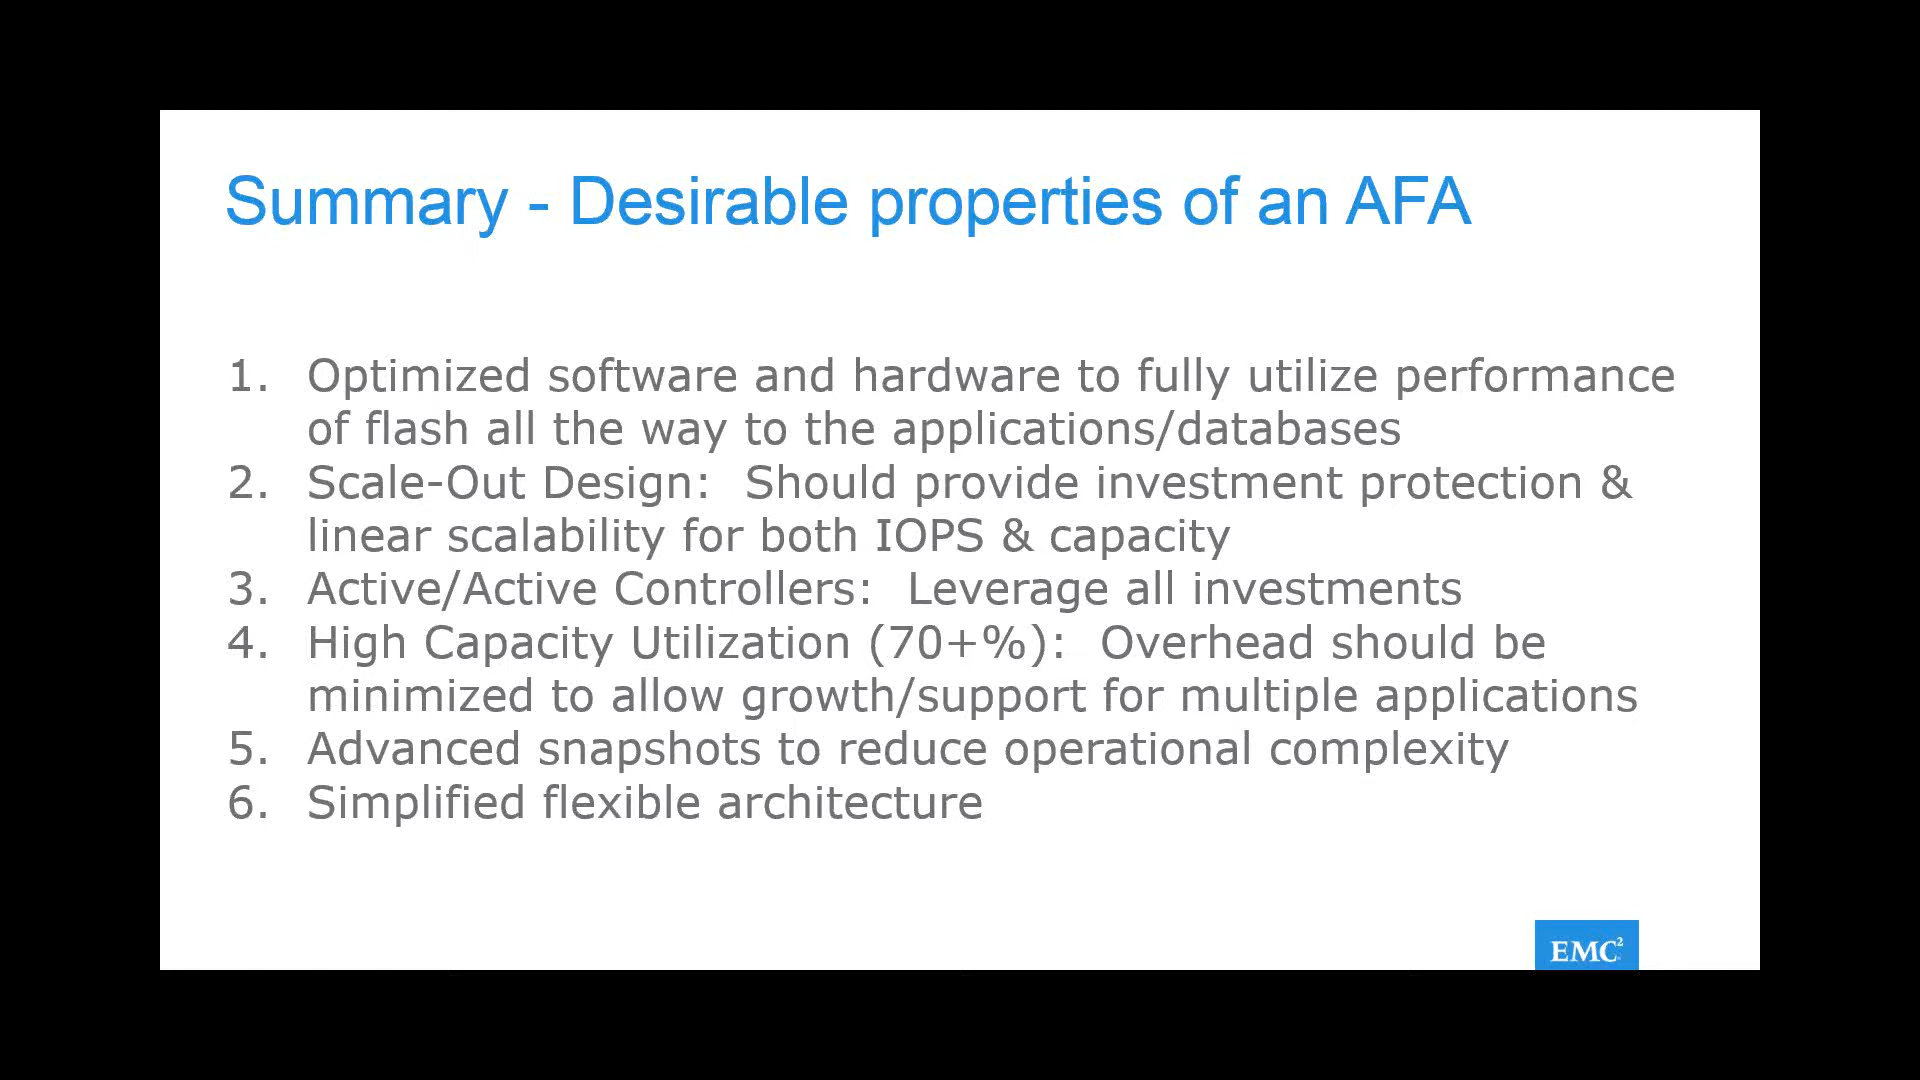 Summary - Desirable properties of an AFA
1. Optimized software and hardware to fully utilize performance
of flash all the way to the applications/databases
2. Scale-Out Design: Should provide investment protection &
linear scalability for both IOPS & capacity
3. Active/Active Controllers: Leverage all investments
4. High Capacity Utilization (70+%): Overhead should be
minimized to allow growth/support for multiple applications
5. Advanced snapshots to reduce operational complexity
6. Simplified flexible architecture
EMC²